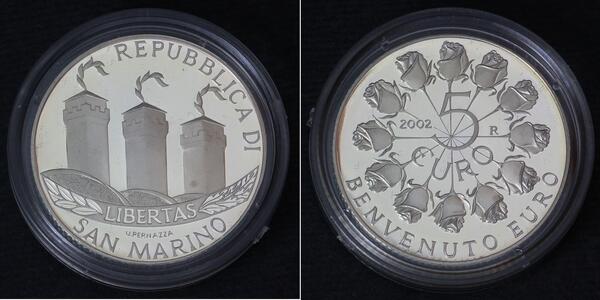 REPUBBLICA DI
SAN MARINO
LIBERTAS
U.PERNAZZA
5
2002 R
EURO
BENVENUTO EURO